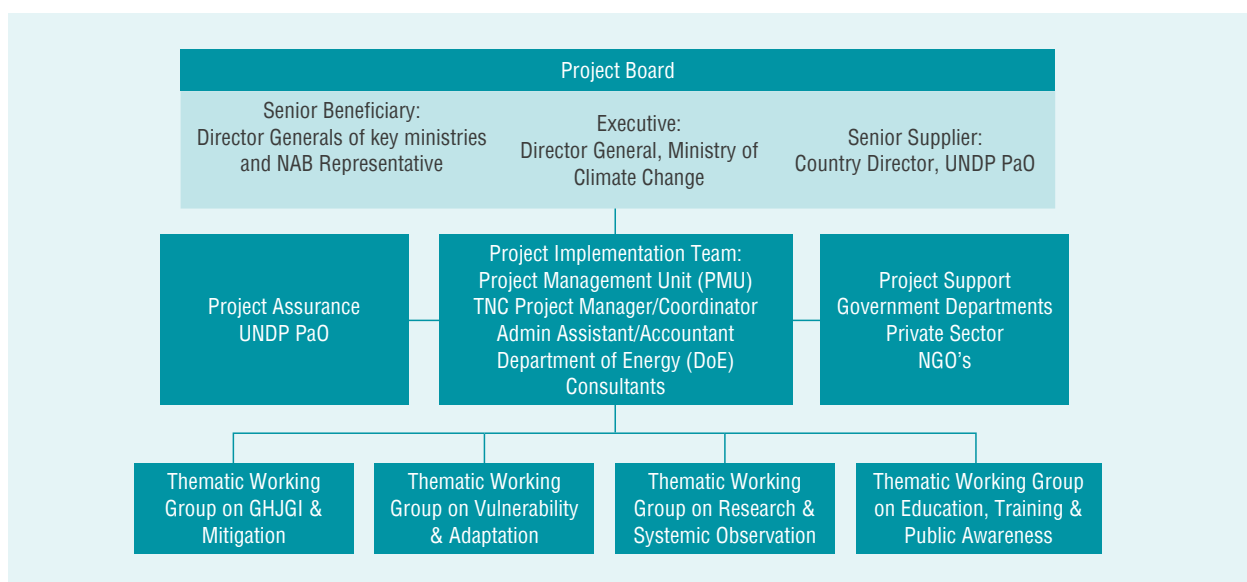 Project Board
Senior Beneficiary:
Director Generals of key ministries
and NAB Representative
Executive:
Director General, Ministry of
Climate Change
Senior Supplier:
Country Director, UNDP PaO
Project Assurance
UNDP PaO
Project Implementation Team:
Project Management Unit (PMU)
TNC Project Manager/Coordinator
Admin Assistant/Accountant
Department of Energy (DoE)
Consultants
Project Support
Government Departments
Private Sector
NGO's
Thematic Working
Group on GHJGI &
Mitigation
Thematic Working
Group on Vulnerability
& Adaptation
Thematic Working
Group on Research &
Systemic Observation
Thematic Working Group
on Education, Training &
Public Awareness